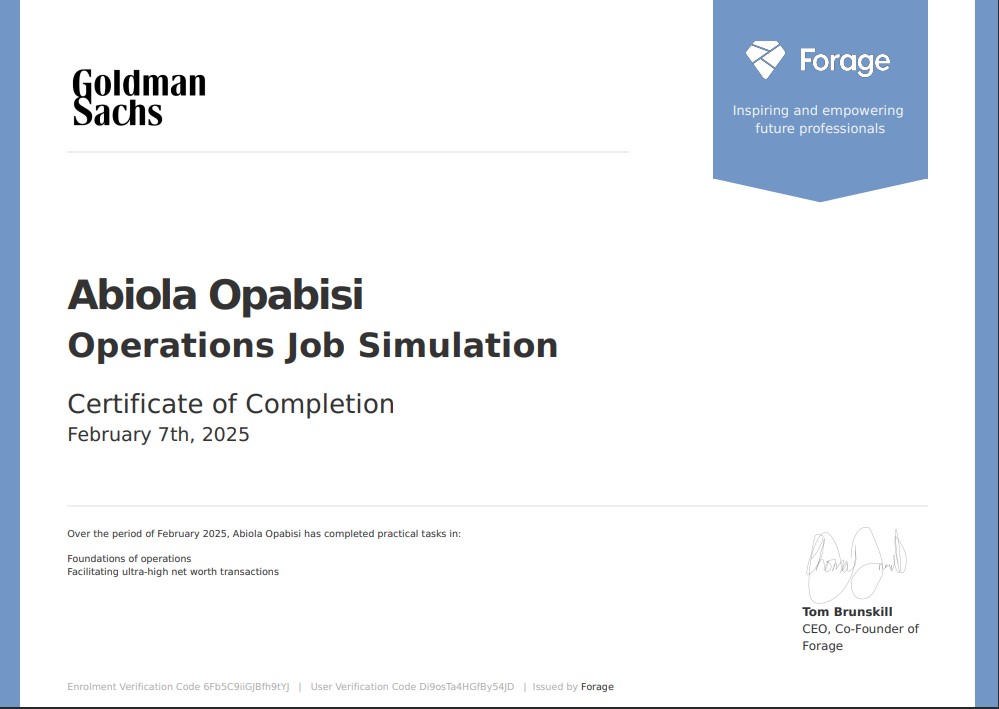 Goldman
Sachs
Forage
Inspiring and empowering
future professionals
Abiola Opabisi
Operations Job Simulation
Certificate of Completion
February 7th, 2025
Over the period of February 2025, Abiola Opabisi has completed practical tasks in:
Foundations of operations
Facilitating ultra-high net worth transactions
Tom Brunskill
CEO, Co-Founder of
Forage
Enrolment Verification Code 6Fb5C9iiGJBfh9tYJ | User Verification Code Di9osTa4HGfBy54JD | Issued by Forage